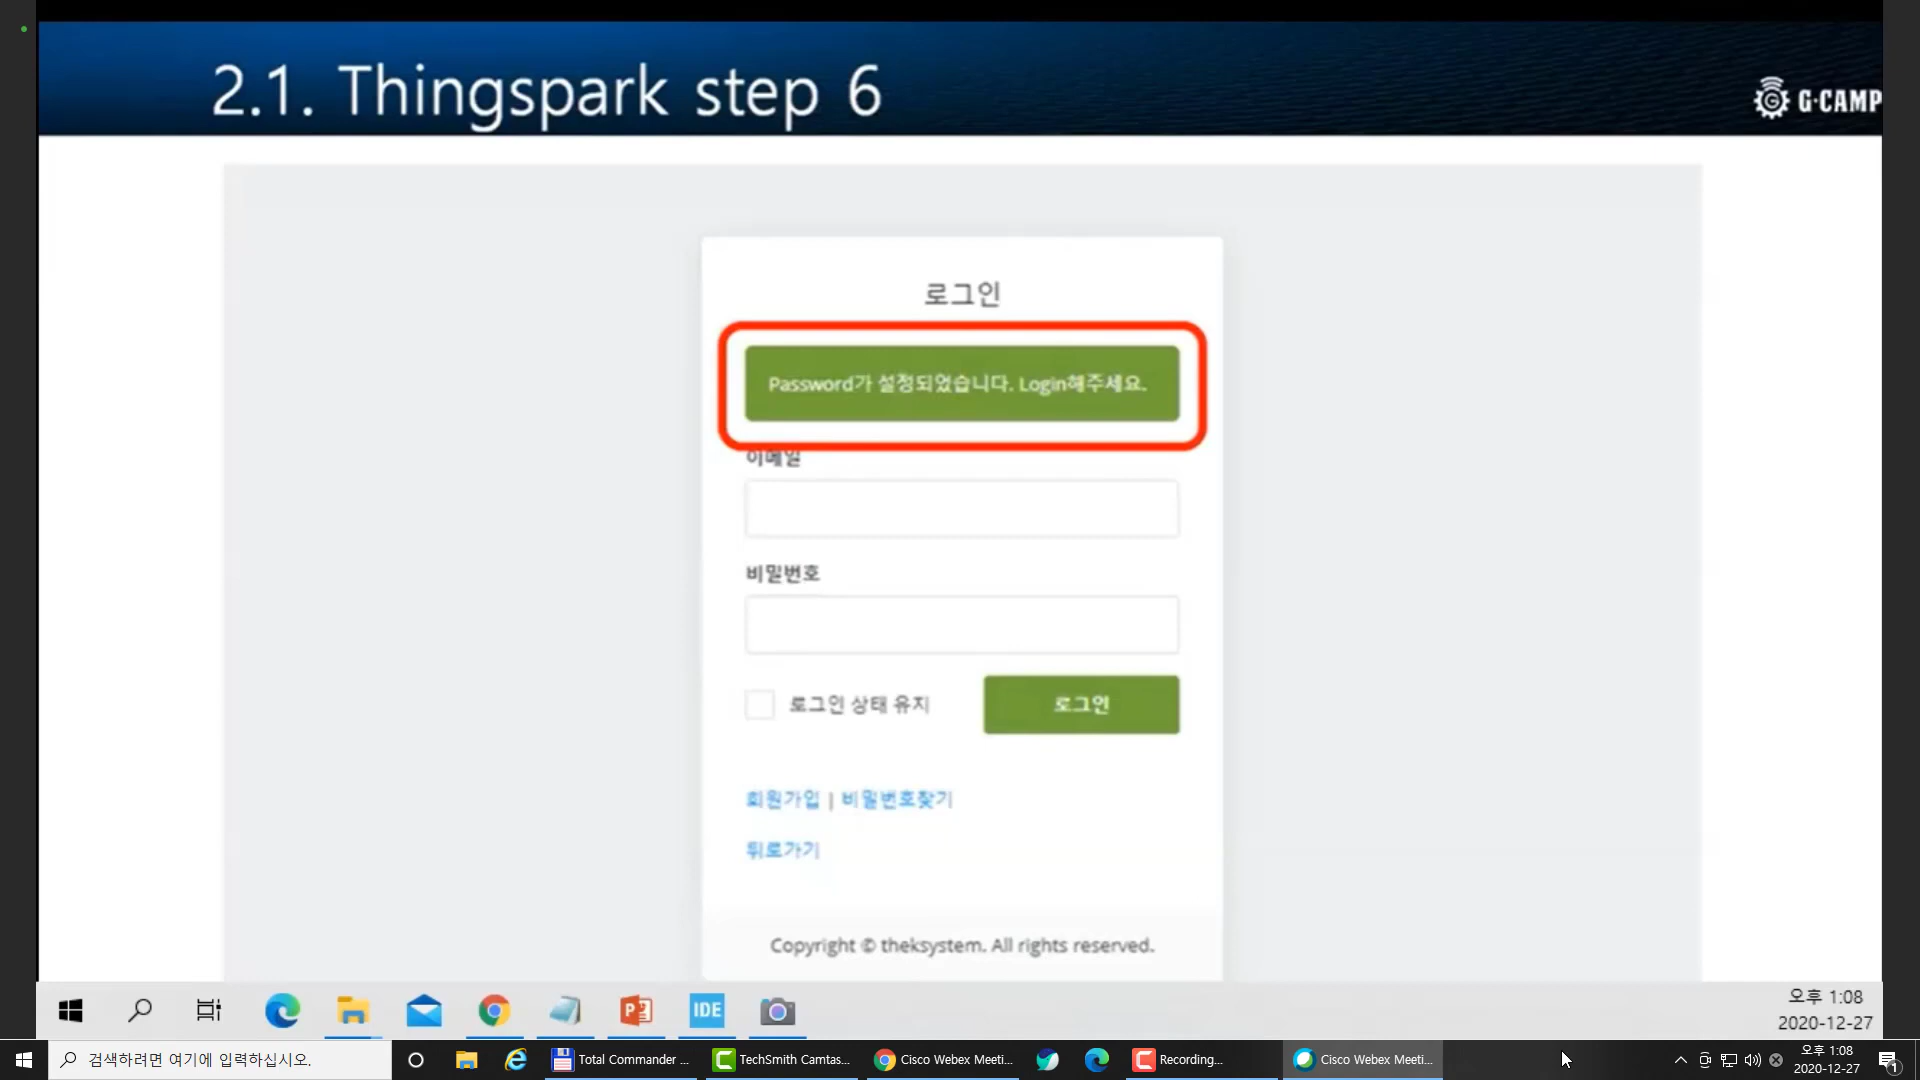 2.1. Thingspark step 6
G·CAMP
로그인
Password가 설정되었습니다. Login해주세요.
이메일
비밀번호
로그인 상태 유지
로그인
회원가입 | 비밀번호찾기
뒤로가기
Copyright © theksystem. All rights reserved.
IDE
오후 1:08
2020-12-27
검색하려면 여기에 입력하십시오.
Total Commander ...
TechSmith Camtas...
Cisco Webex Meeti...
Recording...
Cisco Webex Meeti...
오후 1:08
2020-12-27
1